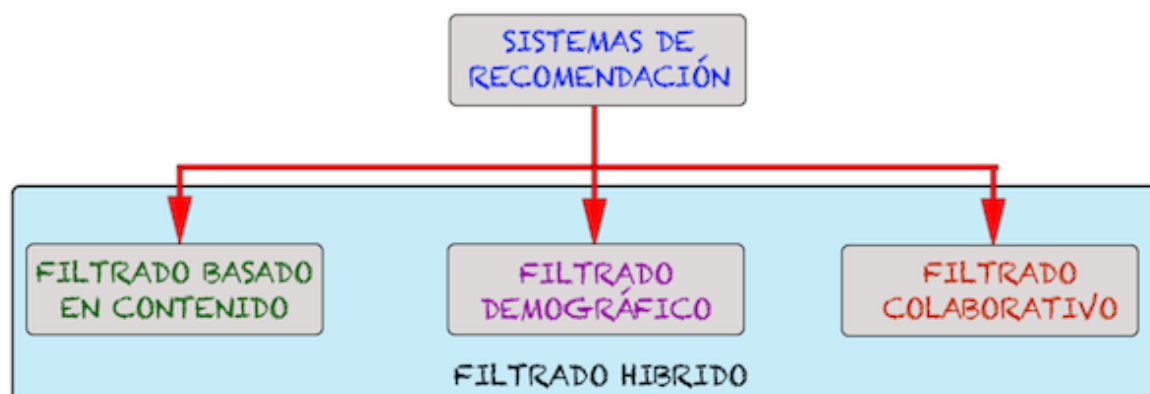 SISTEMAS DE
RECOMENDACIÓN
FILTRADO BASADO
EN CONTENIDO
FILTRADO
DEMOGRÁFICO
FILTRADO
COLABORATIVO
FILTRADO HIBRIDO